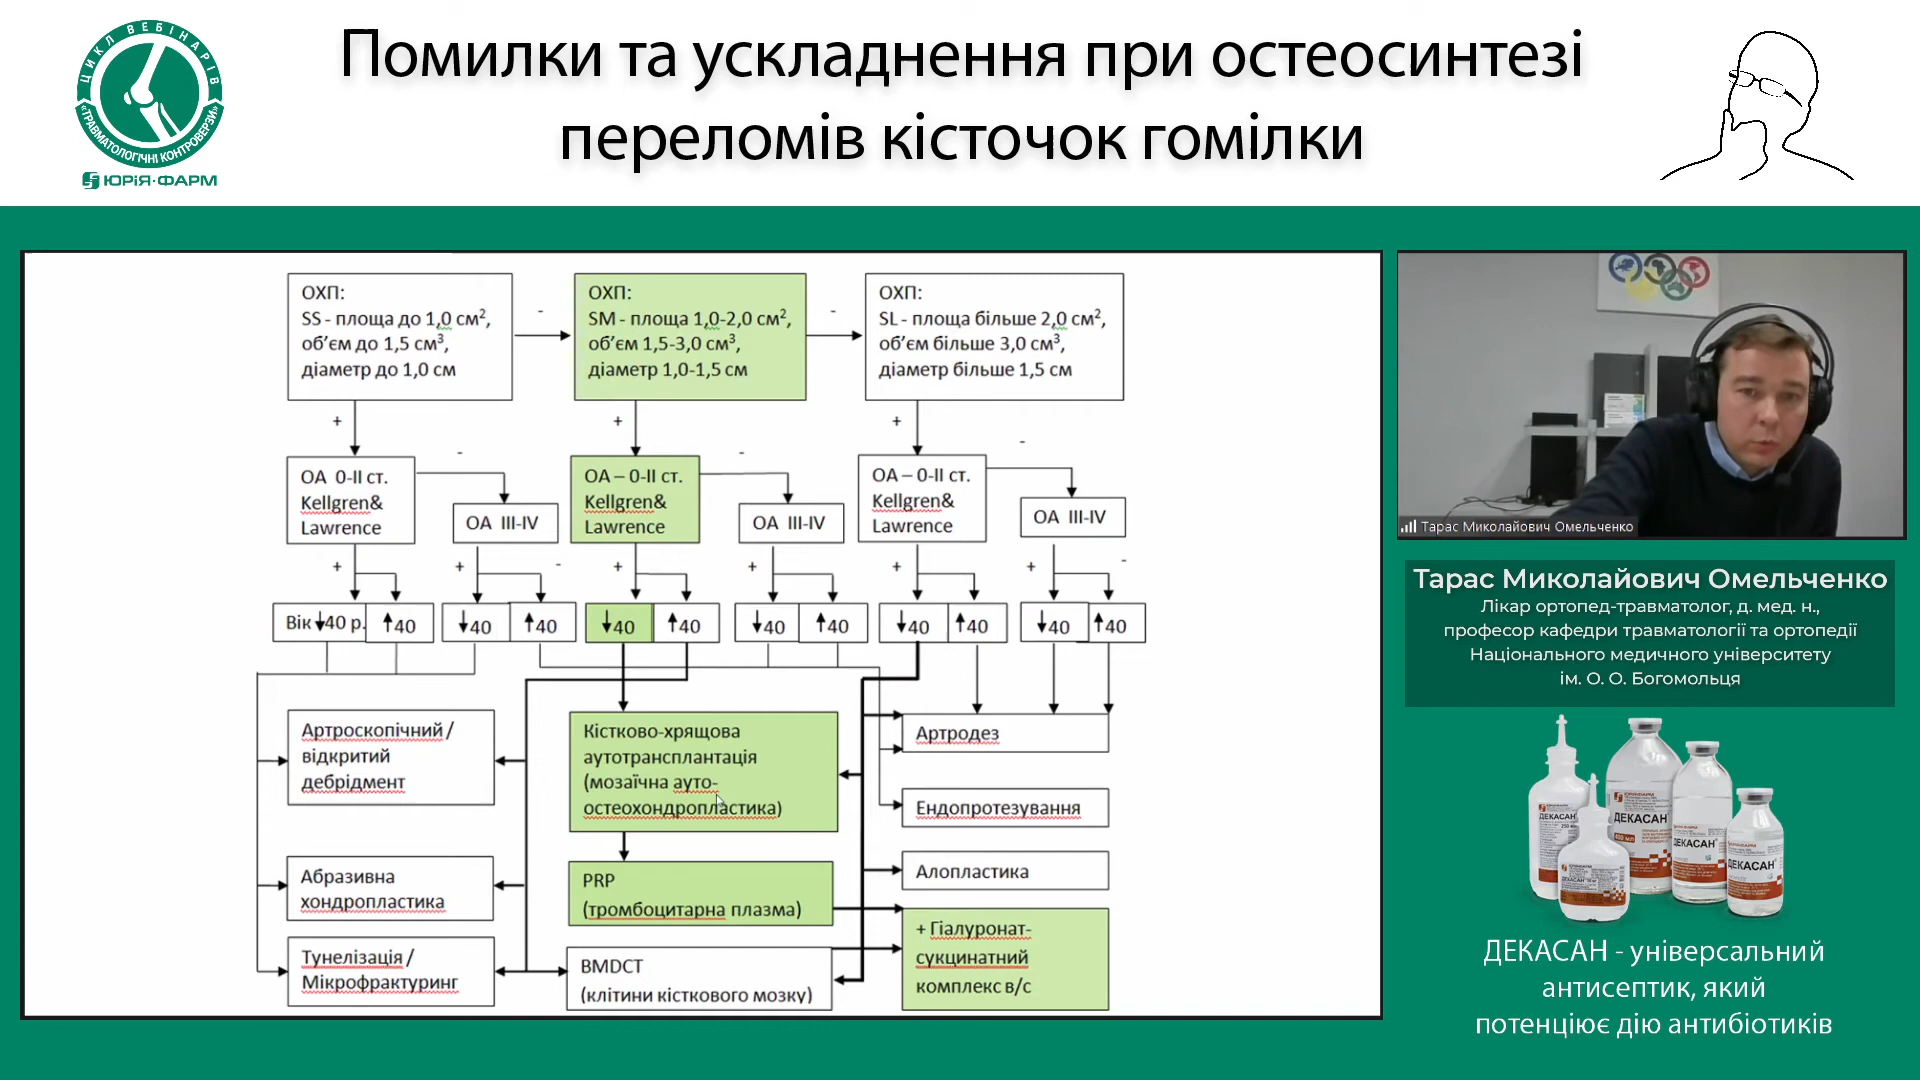 ЦИКЛ ВЕБІНАРІВ
«ТРАВМАТОЛОГІЧНІ КОНТРОВЕРЗИ»
ЮРіЯ·ФАРМ
Помилки та ускладнення при остеосинтезі
переломів кісточок гомілки
ОХП:
SS - площа до 1,0 см²,
об’єм до 1,5 см³,
діаметр до 1,0 см
-
ОХП:
SM - площа 1,0-2,0 см²,
об’єм 1,5-3,0 см³,
діаметр 1,0-1,5 см
-
ОХП:
SL - площа більше 2,0 см²,
об’єм більше 3,0 см³,
діаметр більше 1,5 см
+
+
+
-
-
-
ОА 0-ІІ ст.
Kellgren&
Lawrence
ОА III-IV
ОА – 0-ІІ ст.
Kellgren&
Lawrence
ОА III-IV
ОА – 0-ІІ ст.
Kellgren&
Lawrence
ОА III-IV
+
+
-
+
+
+
+
-
Вік ↓40 р.
↑40
↓40
↑40
↓40
↑40
↓40
↑40
↓40
↑40
↓40
↑40
Артроскопічний /
відкритий
дебрідмент
Абразивна
хондропластика
Тунелізація /
Мікрофрактуринг
Кістково-хрящова
аутотрансплантація
(мозаїчна ауто-
остеохондропластика)
PRP
(тромбоцитарна плазма)
BMDCT
(клітини кісткового мозку)
Артродез
Ендопротезування
Алопластика
+ Гіалуронат-
сукцинатний
комплекс в/с
Тарас Миколайович Омельченко
Тарас Миколайович Омельченко
Лікар ортопед-травматолог, д. мед. н.,
професор кафедри травматології та ортопедії
Національного медичного університету
ім. О. О. Богомольця
ДЕКАСАН
ДЕКАСАН
ДЕКАСАН
ДЕКАСАН
ДЕКАСАН
ДЕКАСАН - універсальний
антисептик, який
потенціює дію антибіотиків